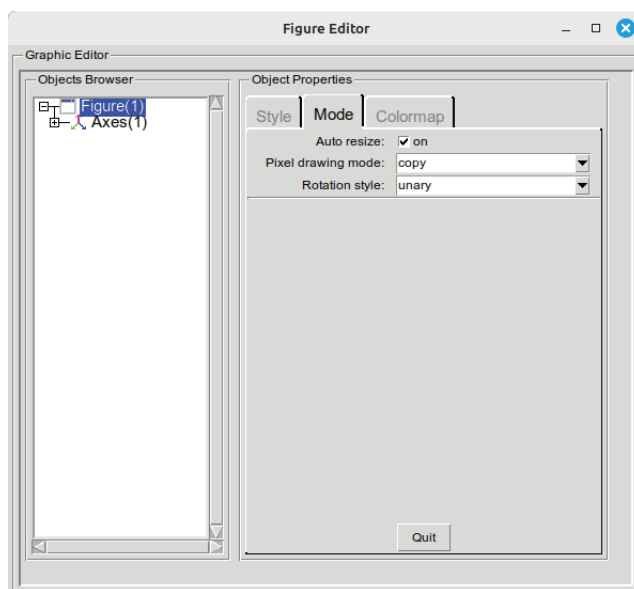 Figure Editor
Graphic Editor
Objects Browser
Figure(1)
Axes(1)
Object Properties
Style Mode Colormap
Auto resize: on
Pixel drawing mode: copy
Rotation style: unary
Quit